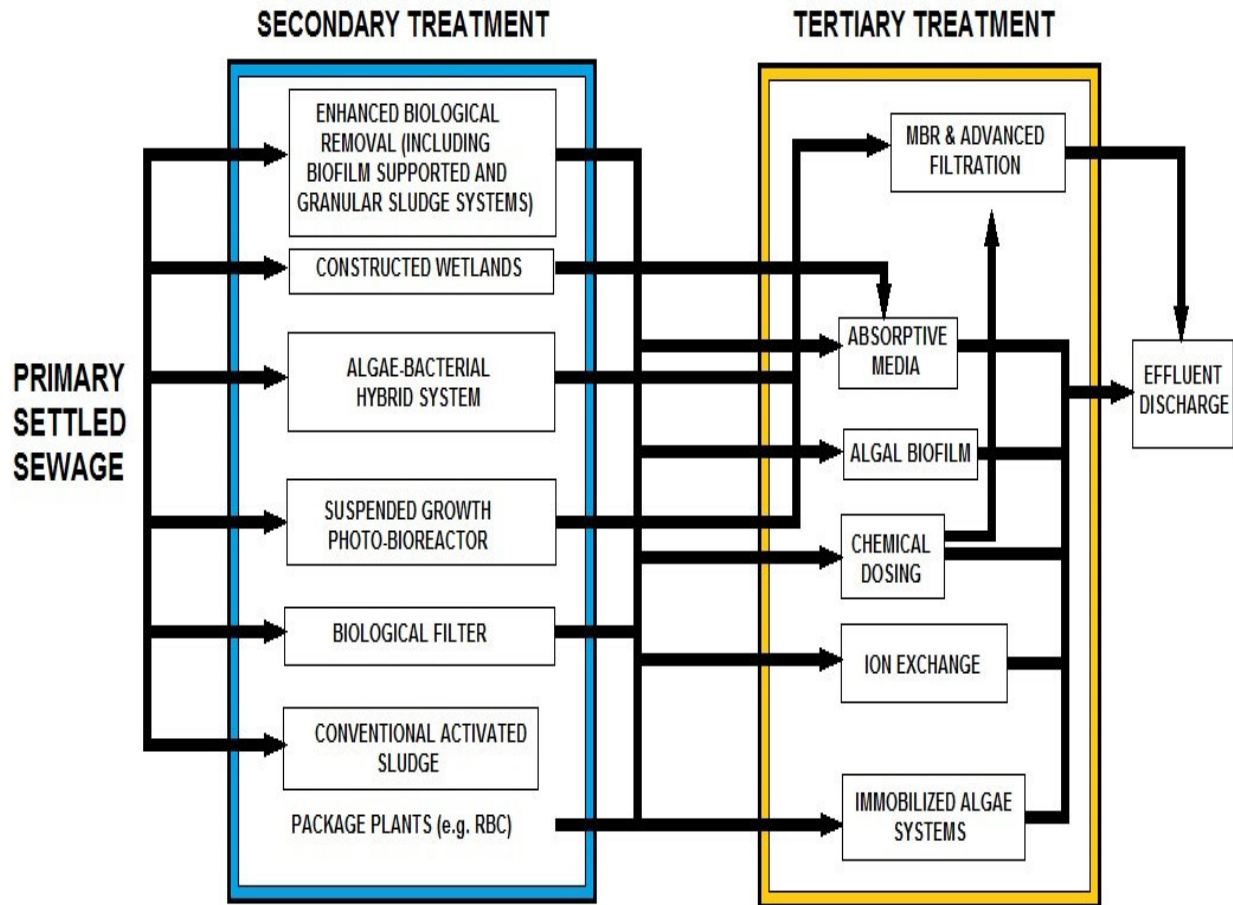 SECONDARY TREATMENT
TERTIARY TREATMENT
PRIMARY
SETTLED
SEWAGE
ENHANCED BIOLOGICAL
REMOVAL (INCLUDING
BIOFILM SUPPORTED AND
GRANULAR SLUDGE SYSTEMS)
CONSTRUCTED WETLANDS
ALGAE-BACTERIAL
HYBRID SYSTEM
SUSPENDED GROWTH
PHOTO-BIOREACTOR
BIOLOGICAL FILTER
CONVENTIONAL ACTIVATED
SLUDGE
PACKAGE PLANTS (e.g. RBC)
MBR & ADVANCED
FILTRATION
ABSORPTIVE
MEDIA
ALGAL BIOFILM
CHEMICAL
DOSING
ION EXCHANGE
IMMOBILIZED ALGAE
SYSTEMS
EFFLUENT
DISCHARGE